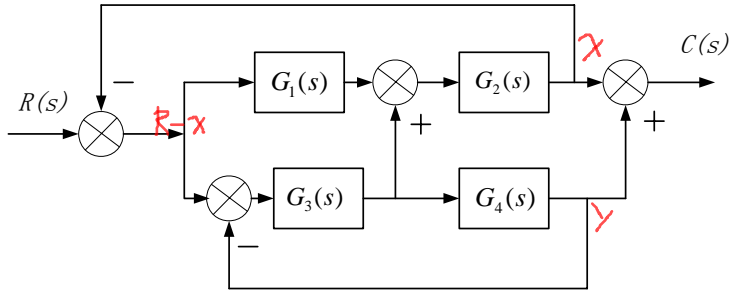 x
C(s)
G₁(s)
G₂(s)
−
R(s)
R-x
+
+
G₃(s)
G₄(s)
y
−